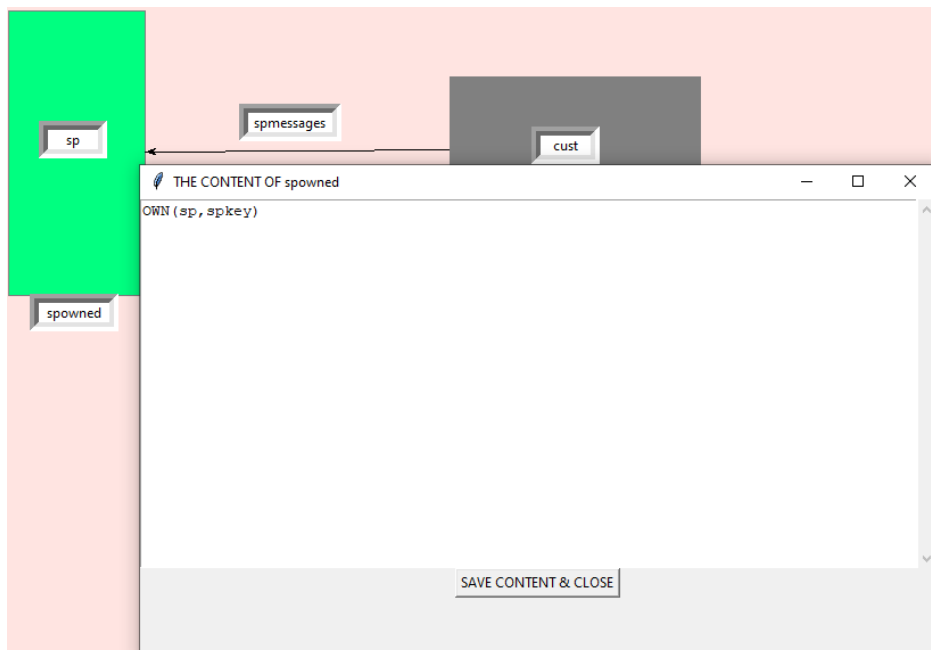 spmessages
sp
cust
THE CONTENT OF spowned
OWN(sp,spkey)
spowned
SAVE CONTENT & CLOSE